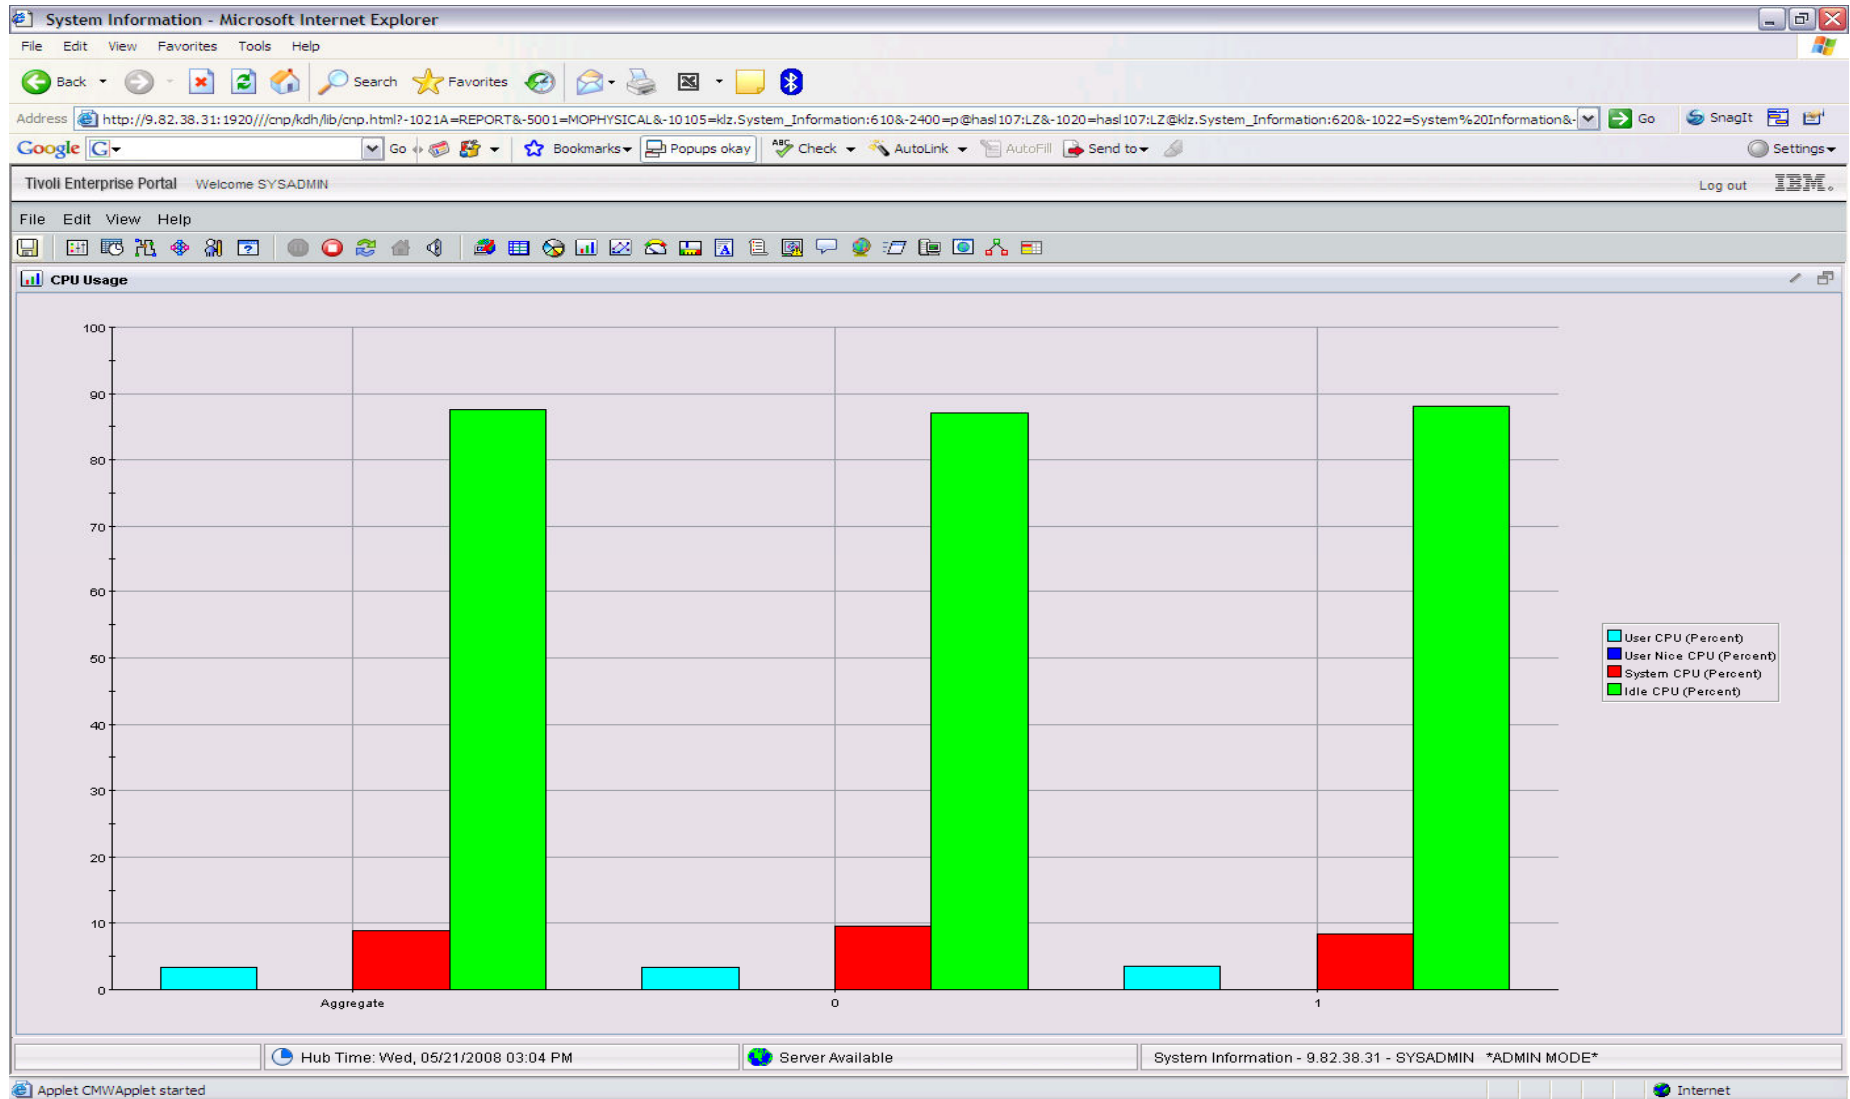 System Information - Microsoft Internet Explorer
File Edit View Favorites Tools Help
Back Search Favorites
Address http://9.82.38.31:1920///cnp/kdh/lib/cnp.html?-1021A=REPORT&-5001=MOPHYSICAL&-10105=klz.System_Information:610&-2400=p@hasl107:LZ&-1020=hasl107:LZ@klz.System_Information:620&-1022=System%20Information&- Go SnagIt
Google G Go Bookmarks Popups okay ABC Check AutoLink AutoFill Send to Settings
Tivoli Enterprise Portal Welcome SYSADMIN Log out IBM.
File Edit View Help
CPU Usage
100
90
80
70
60
50
40
30
20
10
0
User CPU (Percent)
User Nice CPU (Percent)
System CPU (Percent)
Idle CPU (Percent)
Aggregate 0 1
Hub Time: Wed, 05/21/2008 03:04 PM Server Available System Information - 9.82.38.31 - SYSADMIN *ADMIN MODE*
Applet CMWApplet started Internet